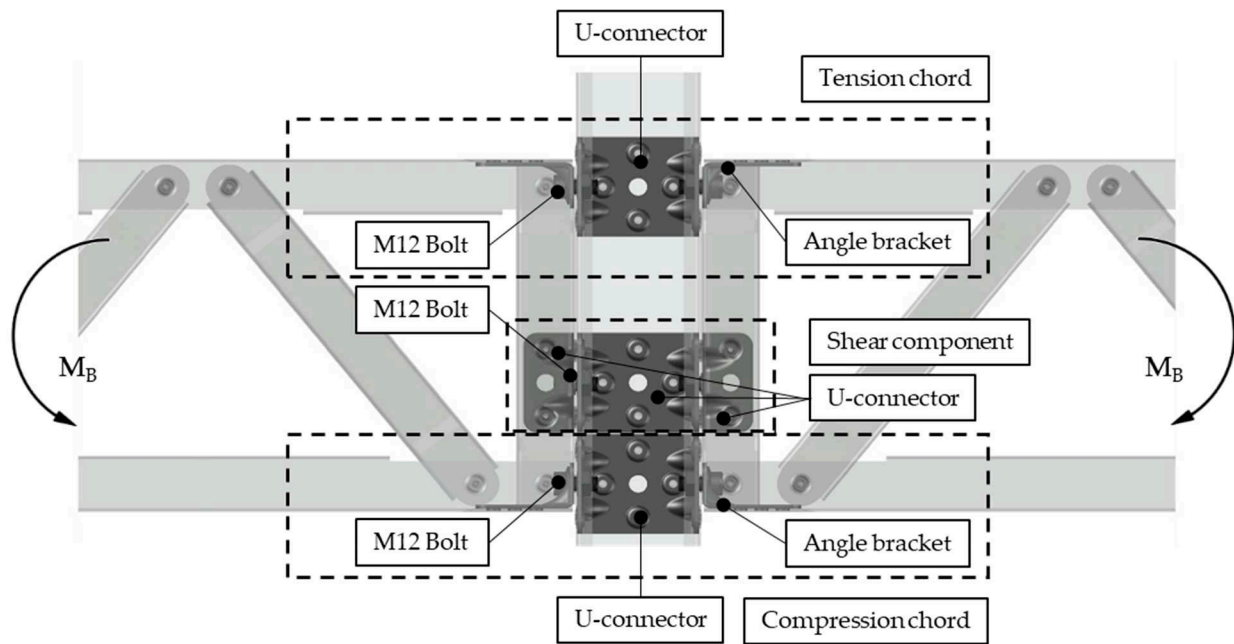 U-connector
Tension chord
M12 Bolt
Angle bracket
M12 Bolt
Shear component
M_B
U-connector
M_B
M12 Bolt
Angle bracket
U-connector
Compression chord